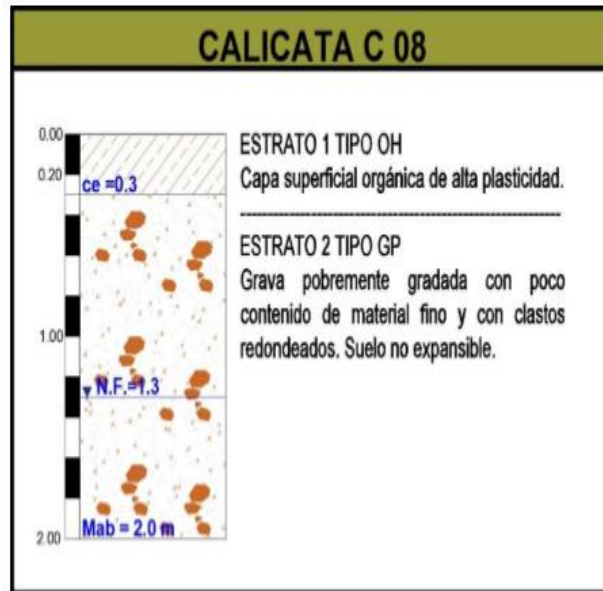 CALICATA C 08
0.00
0.20
ce =0.3
1.00
N.F.=1.3
2.00
Mab = 2.0 m
ESTRATO 1 TIPO OH
Capa superficial orgánica de alta plasticidad.
ESTRATO 2 TIPO GP
Grava pobremente gradada con poco
contenido de material fino y con clastos
redondeados. Suelo no expansible.